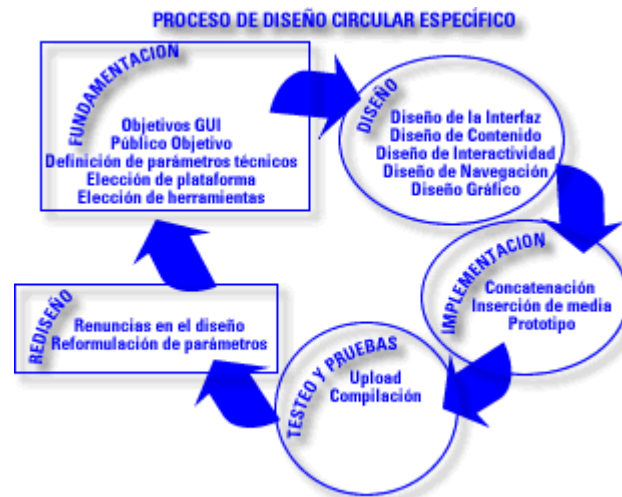 PROCESO DE DISEÑO CIRCULAR ESPECÍFICO
FUNDAMENTACION
Objetivos GUI
Público Objetivo
Definición de parámetros técnicos
Elección de plataforma
Elección de herramientas
DISEÑO
Diseño de la Interfaz
Diseño de Contenido
Diseño de Interactividad
Diseño de Navegación
Diseño Gráfico
IMPLEMENTACION
Concatenación
Inserción de media
Prototipo
TESTEO Y PRUEBAS
Upload
Compilación
REDISEÑO
Renuncias en el diseño
Reformulación de parámetros